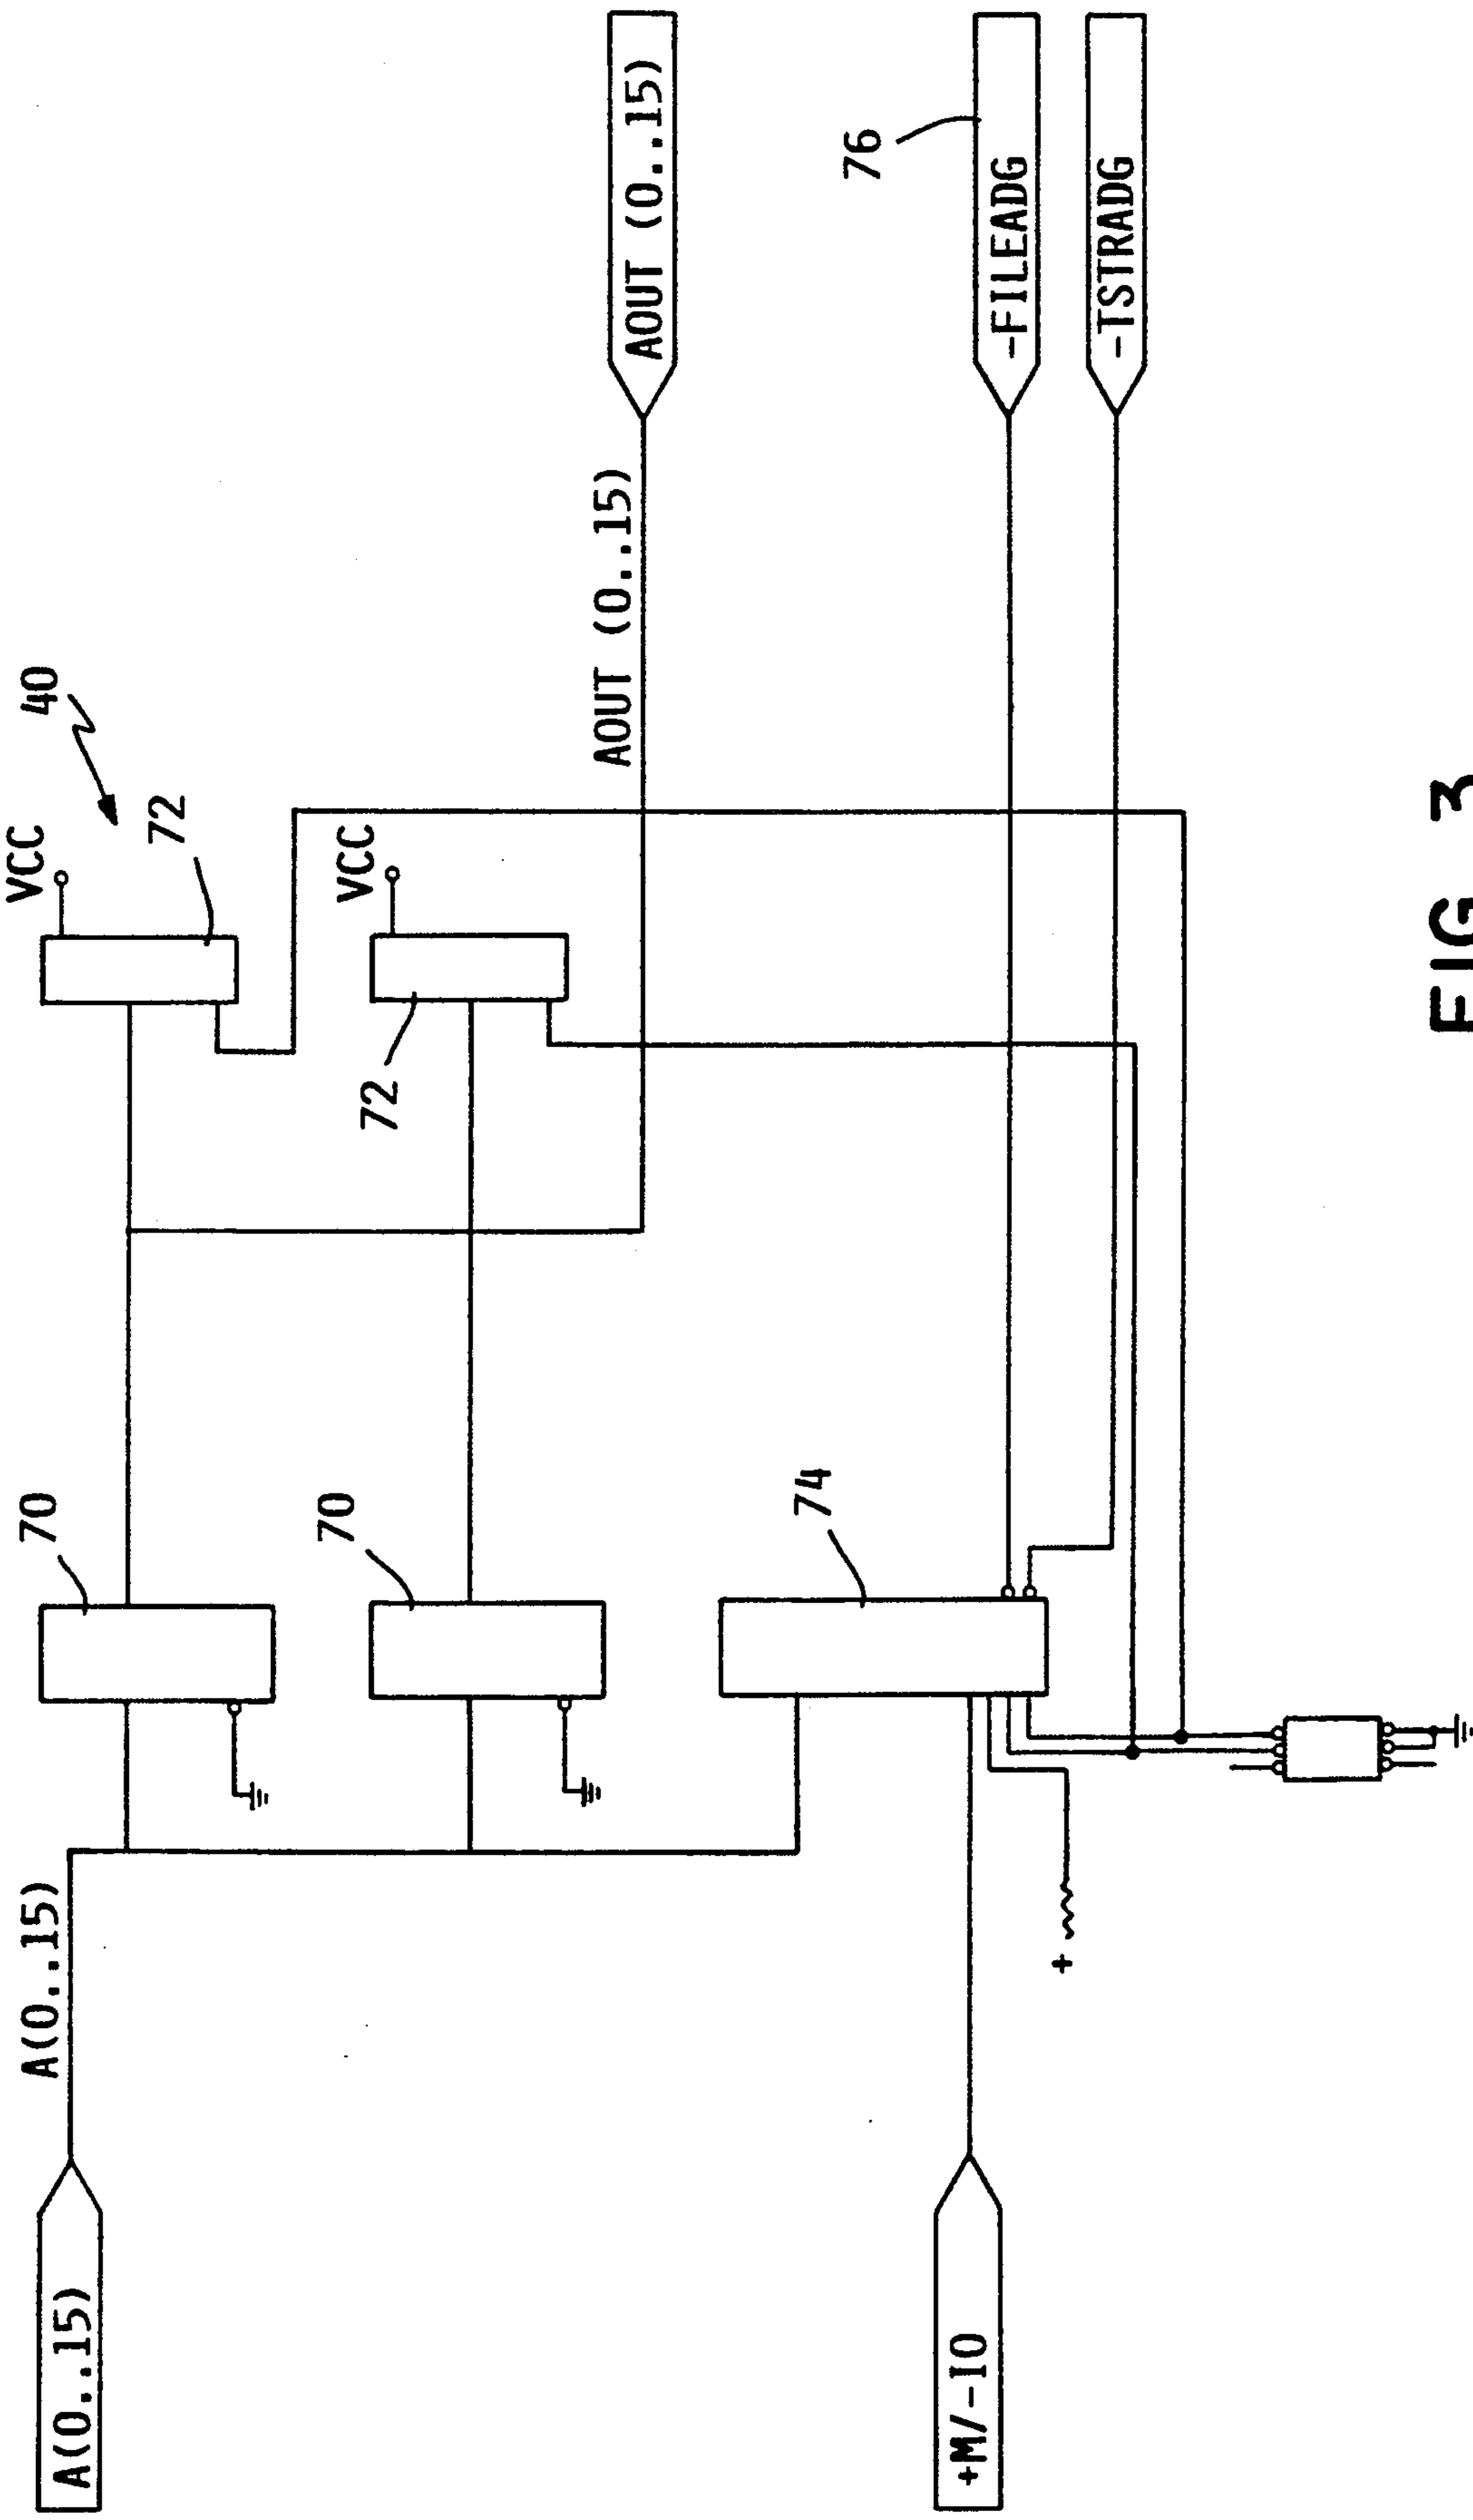 40
VCC
72
70
A(0..15)
A(0..15)
VCC
72
70
AOUT (0..15)
AOUT (0..15)
74
76
+M/-IO
-FILEADG
+
-TSTRADG
FIG 3